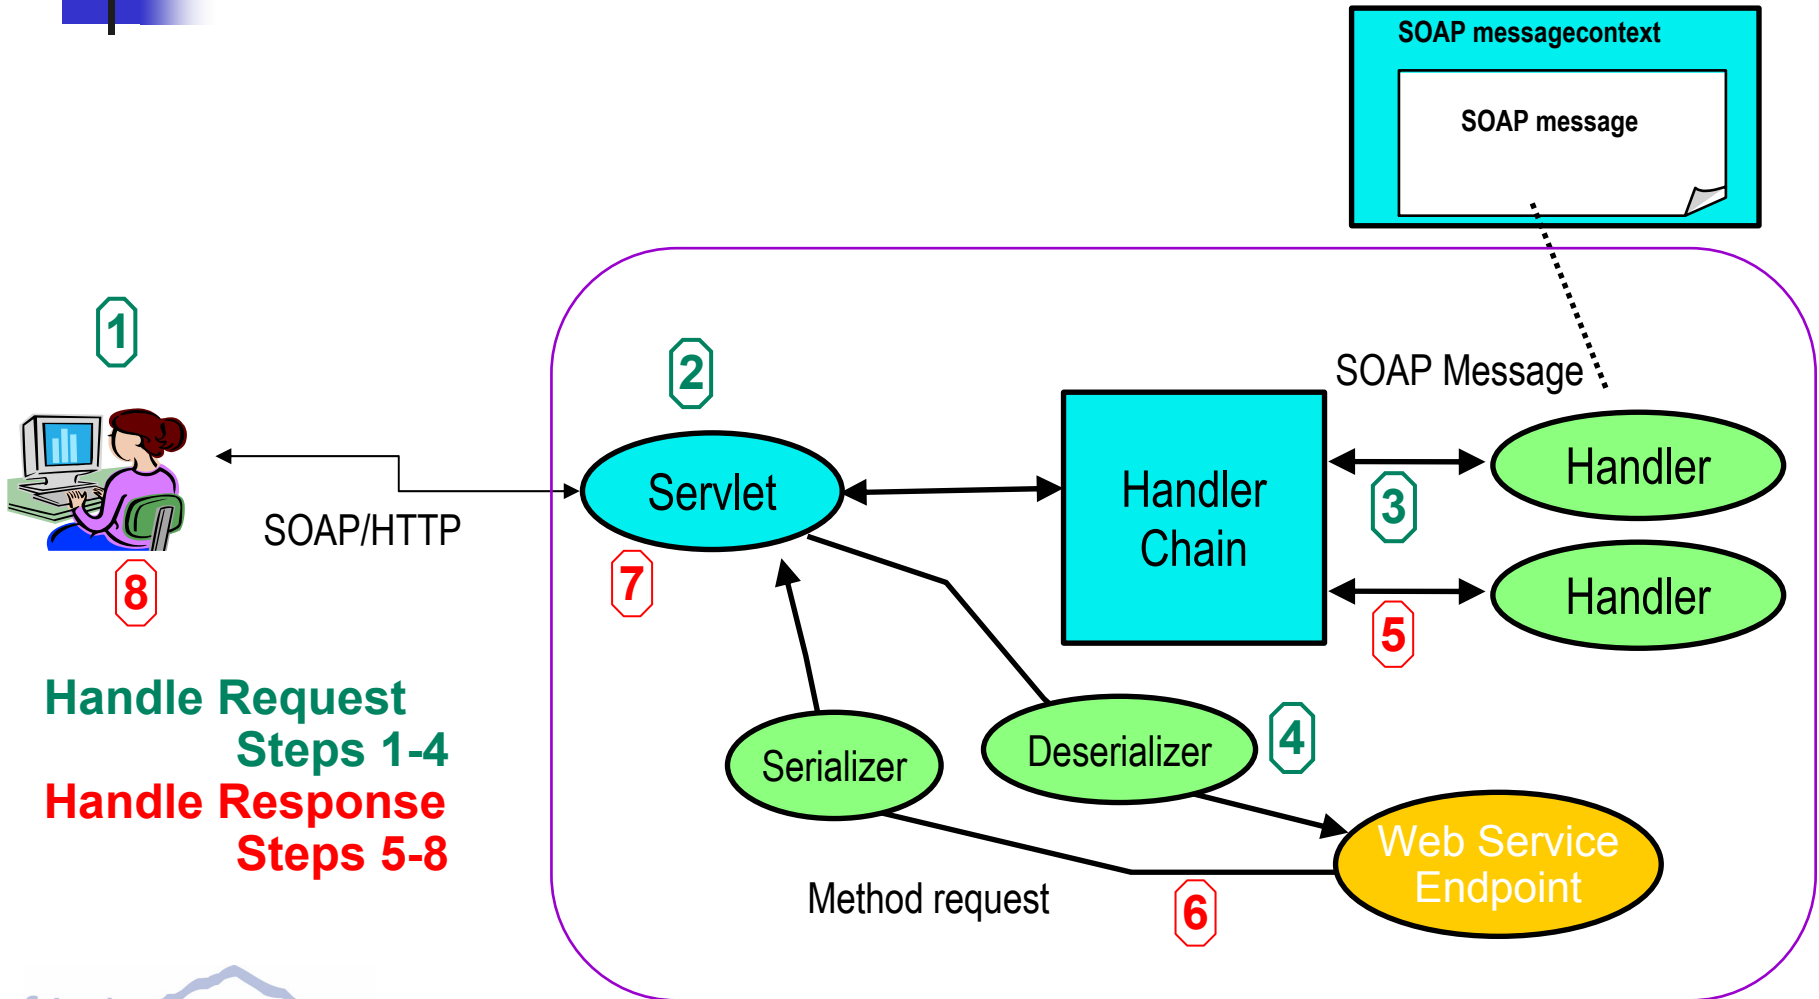 SOAP messagecontext
SOAP message
1
2
SOAP Message
Servlet
Handler
Chain
Handler
3
SOAP/HTTP
7
8
Handler
5
Handle Request
Steps 1-4
Handle Response
Steps 5-8
Serializer
Deserializer
4
Web Service
Endpoint
Method request
6